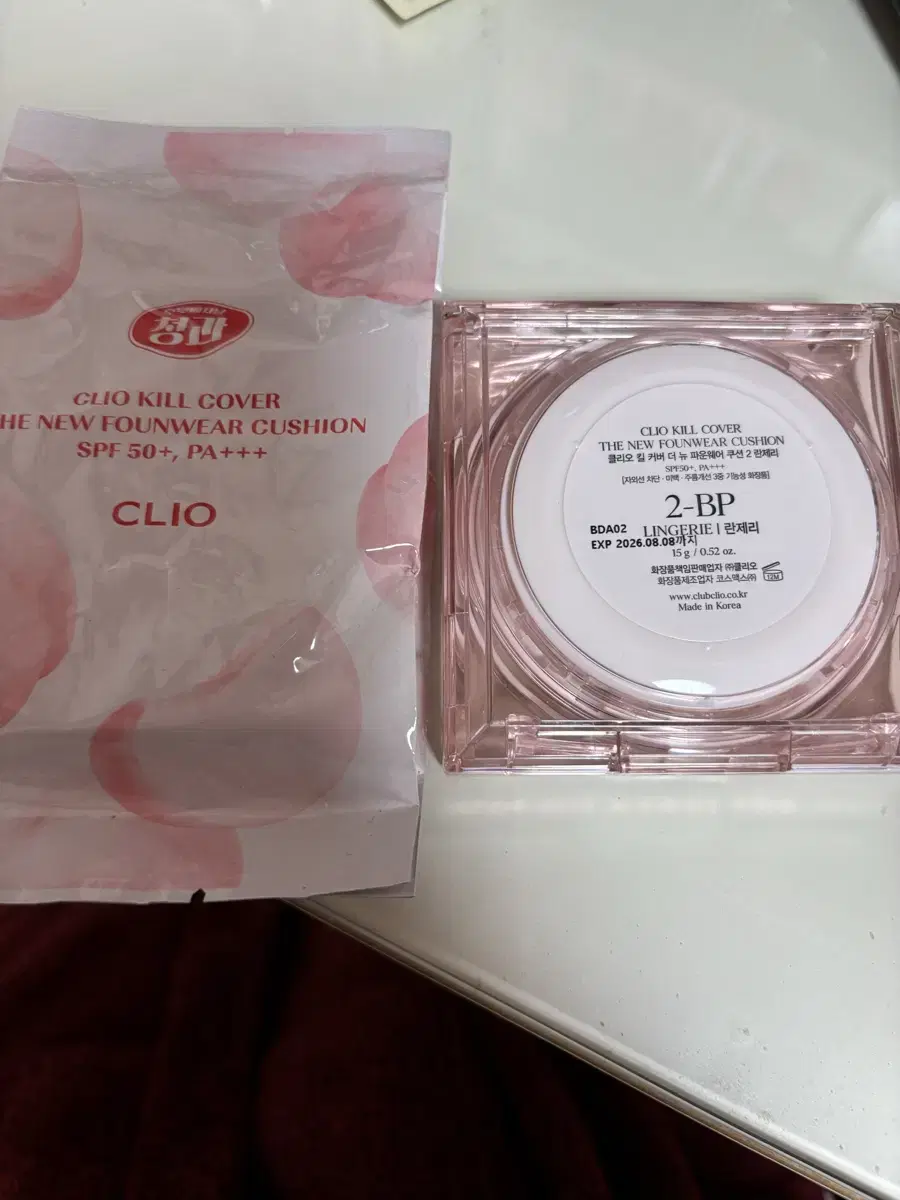 정과
CLIO KILL COVER
HE NEW FOUNWEAR CUSHION
SPF 50+, PA+++
CLIO
CLIO KILL COVER
THE NEW FOUNWEAR CUSHION
클리오 킬 커버 더 뉴 파운웨어 쿠션 2 란제리
SPF50+, PA+++
[자외선 차단 · 미백 · 주름개선 3중 기능성 화장품]
2-BP
LINGERIE | 란제리
BDA02
EXP 2026.08.08까지
15 g / 0.52 oz.
화장품책임판매업자 ㈜클리오
화장품제조업자 코스맥스㈜
12M
www.clubclio.co.kr
Made in Korea